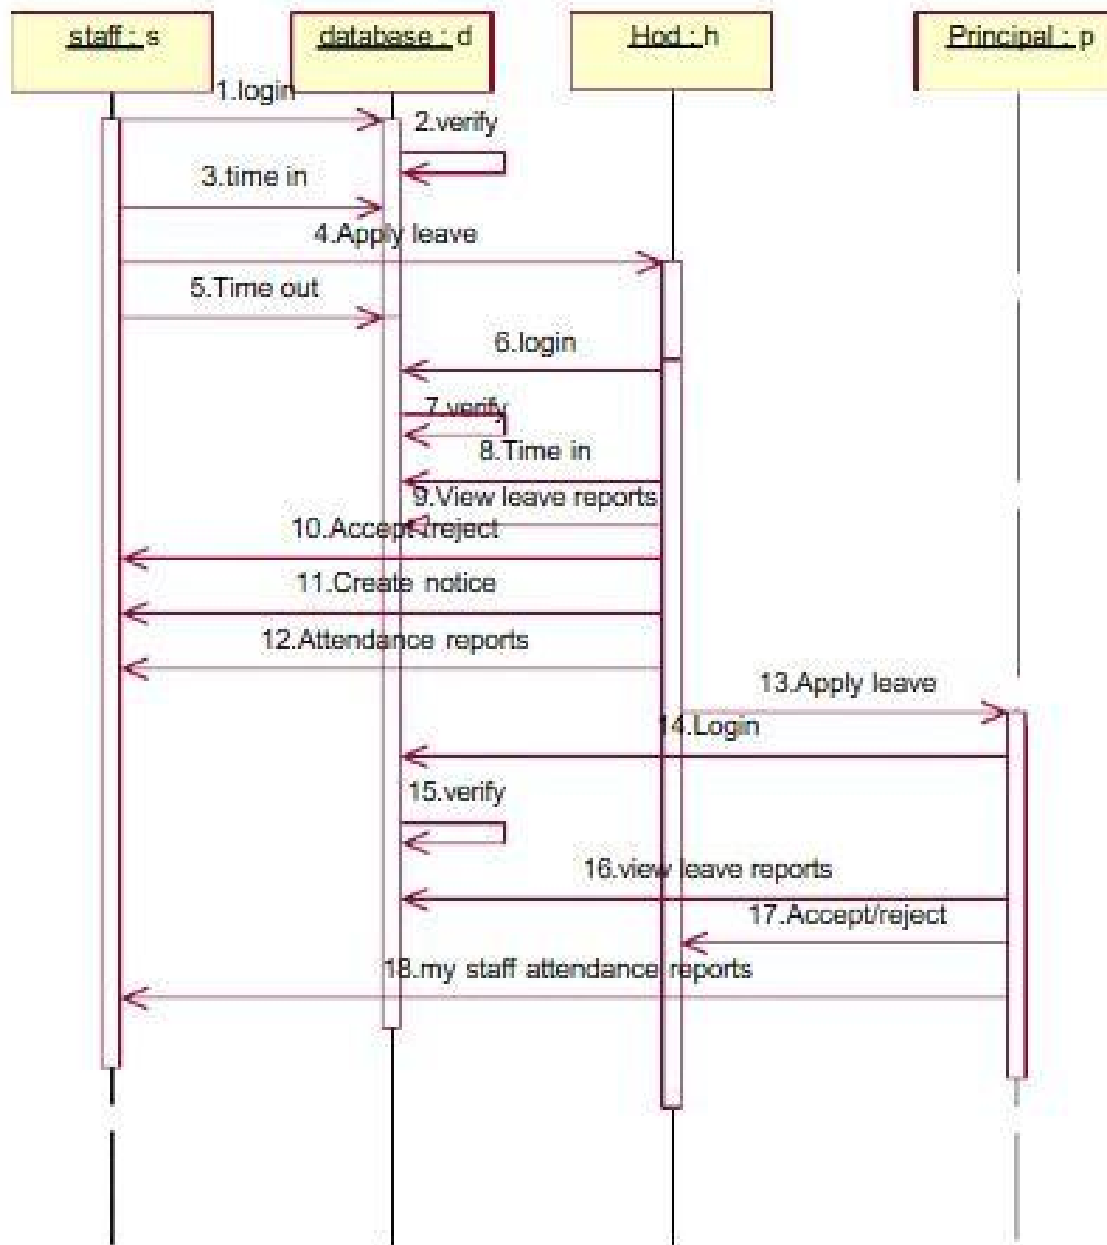 staff : s
database : d
Hod : h
Principal : p
1.login
2.verify
3.time in
4.Apply leave
5.Time out
6.login
7.verify
8.Time in
9.View leave reports
10.Accept /reject
11.Create notice
12.Attendance reports
13.Apply leave
14.Login
15.verify
16.view leave reports
17.Accept/reject
18.my staff attendance reports